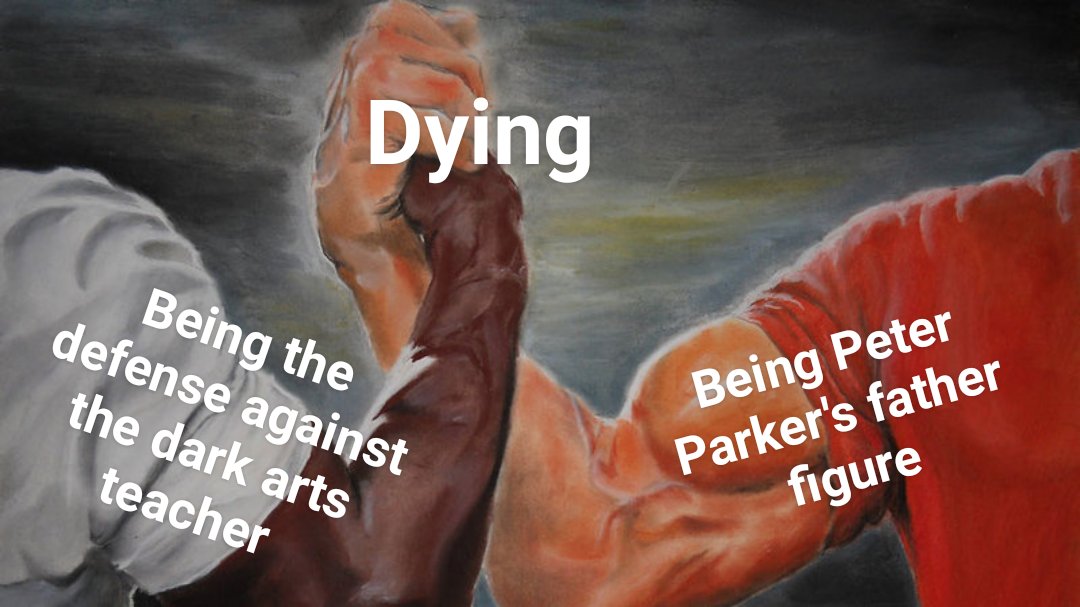 Dying
Being the
defense against
the dark arts
teacher
Being Peter
Parker's father
figure